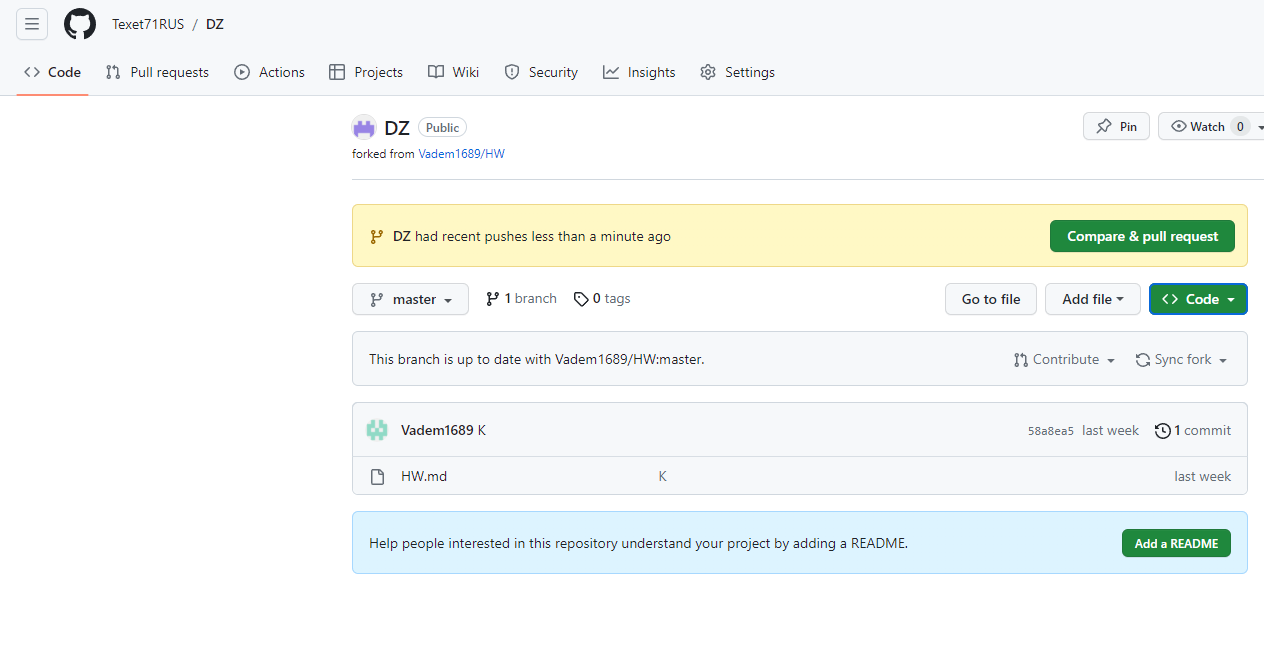 Texet71RUS / DZ
Code Pull requests Actions Projects Wiki Security Insights Settings
DZ Public Pin Watch 0
forked from Vadem1689/HW
DZ had recent pushes less than a minute ago Compare & pull request
master 1 branch 0 tags Go to file Add file Code
This branch is up to date with Vadem1689/HW:master. Contribute Sync fork
Vadem1689 K 58a8ea5 last week 1 commit
HW.md K last week
Help people interested in this repository understand your project by adding a README. Add a README